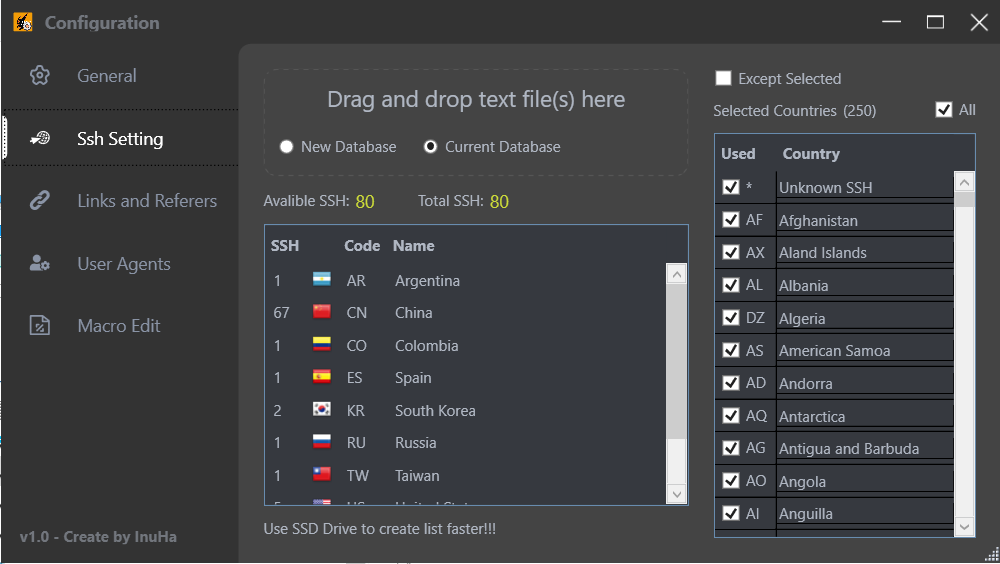 Configuration
General
Ssh Setting
Links and Referers
User Agents
Macro Edit
v1.0 - Create by InuHa
Drag and drop text file(s) here
New Database Current Database
Avalible SSH: 80 Total SSH: 80
SSH Code Name
1 AR Argentina
67 CN China
1 CO Colombia
1 ES Spain
2 KR South Korea
1 RU Russia
1 TW Taiwan
Use SSD Drive to create list faster!!!
Except Selected
Selected Countries (250) All
Used Country
* Unknown SSH
AF Afghanistan
AX Aland Islands
AL Albania
DZ Algeria
AS American Samoa
AD Andorra
AQ Antarctica
AG Antigua and Barbuda
AO Angola
AI Anguilla